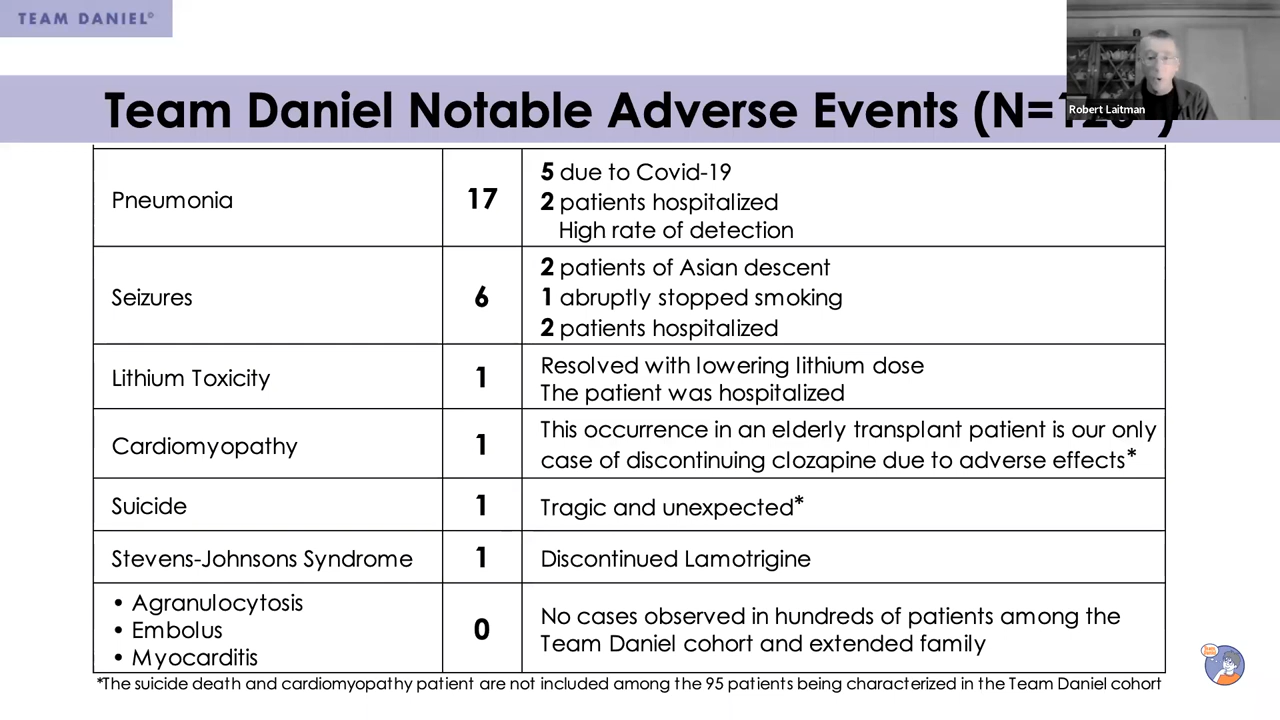 TEAM DANIEL©
Robert Laitman
Team Daniel Notable Adverse Events (N=
Pneumonia
17
5 due to Covid-19
2 patients hospitalized
High rate of detection
Seizures
6
2 patients of Asian descent
1 abruptly stopped smoking
2 patients hospitalized
Lithium Toxicity
1
Resolved with lowering lithium dose
The patient was hospitalized
Cardiomyopathy
1
This occurrence in an elderly transplant patient is our only
case of discontinuing clozapine due to adverse effects*
Suicide
1
Tragic and unexpected*
Stevens-Johnsons Syndrome
1
Discontinued Lamotrigine
• Agranulocytosis
• Embolus
• Myocarditis
0
No cases observed in hundreds of patients among the
Team Daniel cohort and extended family
*The suicide death and cardiomyopathy patient are not included among the 95 patients being characterized in the Team Daniel cohort